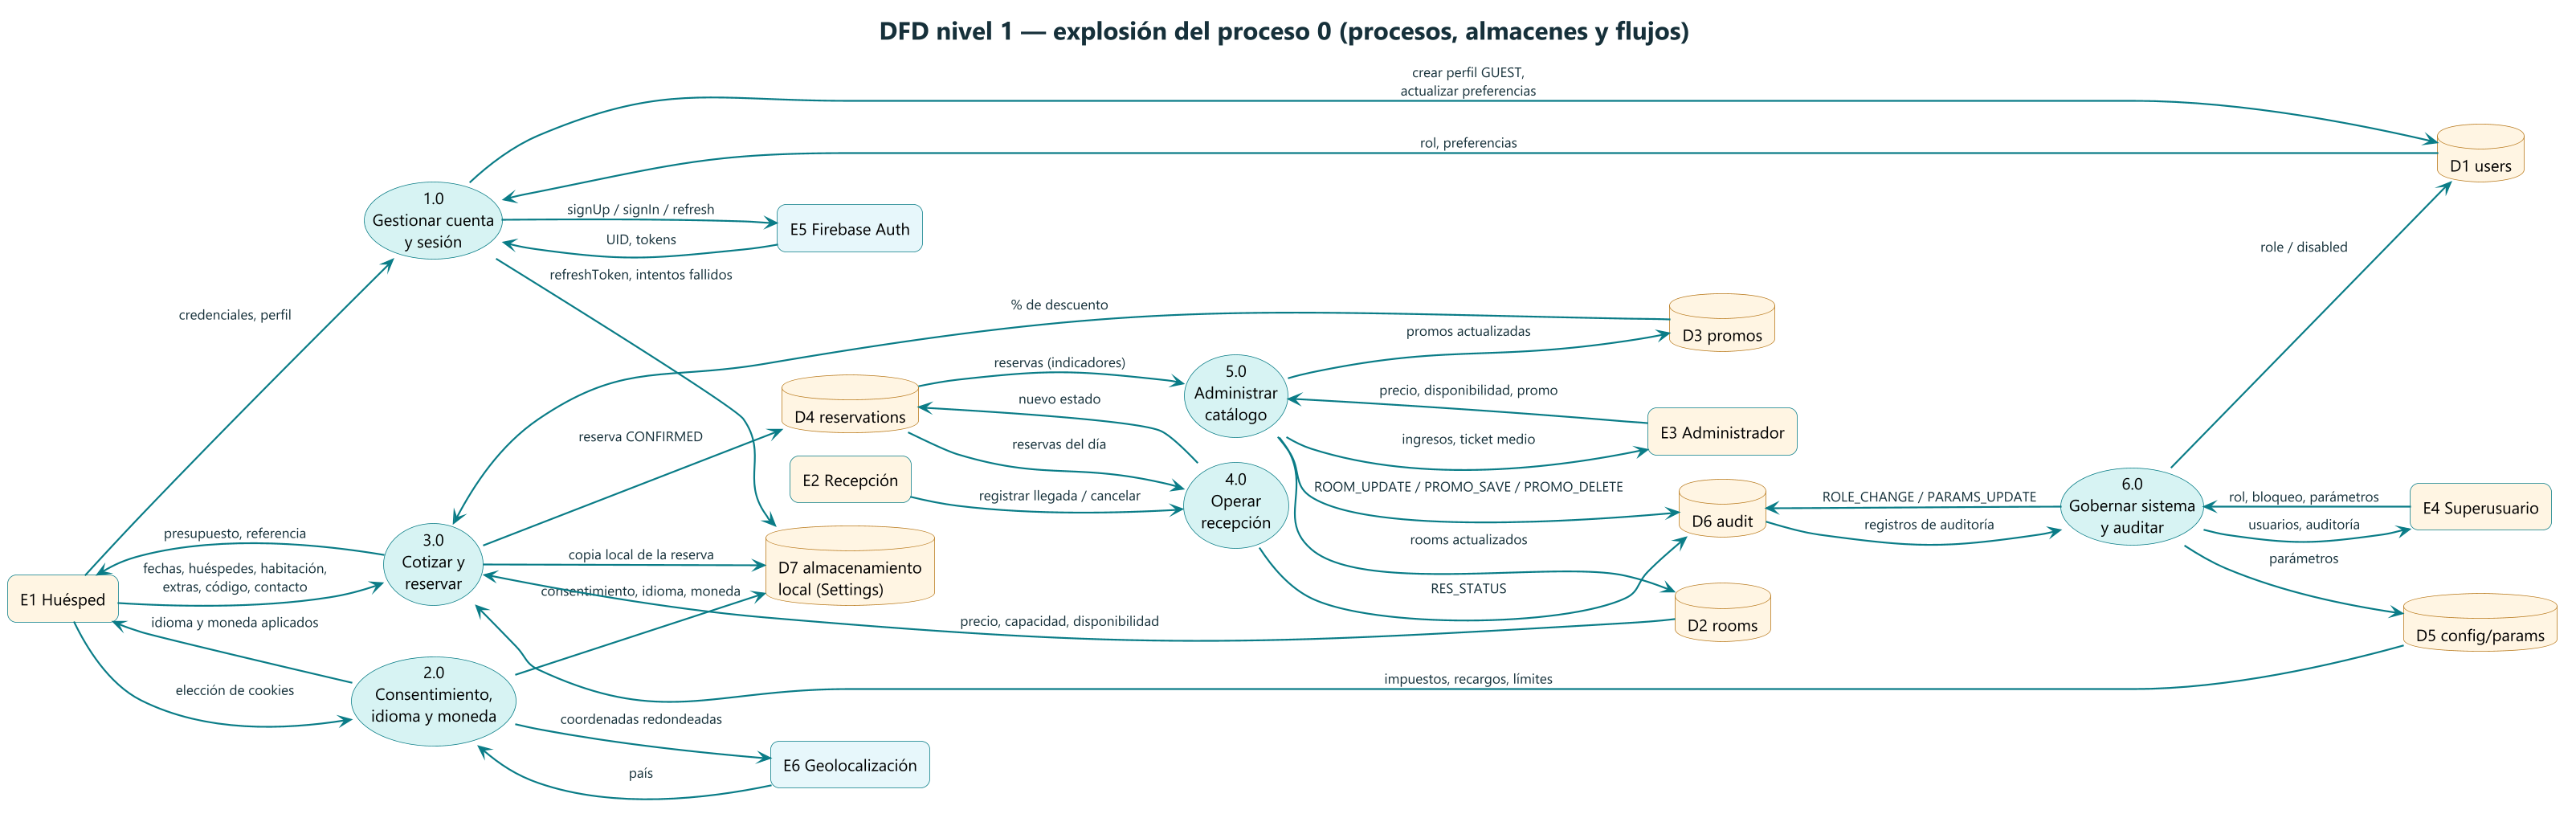 DFD nivel 1 — explosión del proceso 0 (procesos, almacenes y flujos)
crear perfil GUEST,
actualizar preferencias
rol, preferencias
D1 users
1.0
Gestionar cuenta
y sesión
signUp / signIn / refresh
UID, tokens
E5 Firebase Auth
refreshToken, intentos fallidos
role / disabled
credenciales, perfil
% de descuento
promos actualizadas
D3 promos
reservas (indicadores)
5.0
Administrar
catálogo
precio, disponibilidad, promo
nuevo estado
D4 reservations
E3 Administrador
reserva CONFIRMED
reservas del día
ingresos, ticket medio
E2 Recepción
registrar llegada / cancelar
4.0
Operar
recepción
ROOM_UPDATE / PROMO_SAVE / PROMO_DELETE
D6 audit
ROLE_CHANGE / PARAMS_UPDATE
registros de auditoría
6.0
Gobernar sistema
y auditar
rol, bloqueo, parámetros
usuarios, auditoría
E4 Superusuario
presupuesto, referencia
3.0
Cotizar y
reservar
copia local de la reserva
rooms actualizados
parámetros
fechas, huéspedes, habitación,
extras, código, contacto
D7 almacenamiento
local (Settings)
consentimiento, idioma, moneda
RES_STATUS
E1 Huésped
idioma y moneda aplicados
precio, capacidad, disponibilidad
D2 rooms
D5 config/params
elección de cookies
2.0
Consentimiento,
idioma y moneda
impuestos, recargos, límites
coordenadas redondeadas
país
E6 Geolocalización